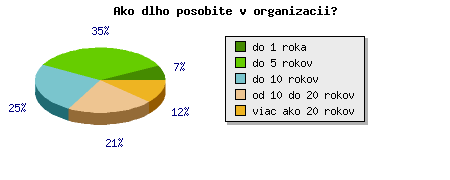 Ako dlho posobite v organizacii?
35%
7%
12%
21%
25%
do 1 roka
do 5 rokov
do 10 rokov
od 10 do 20 rokov
viac ako 20 rokov